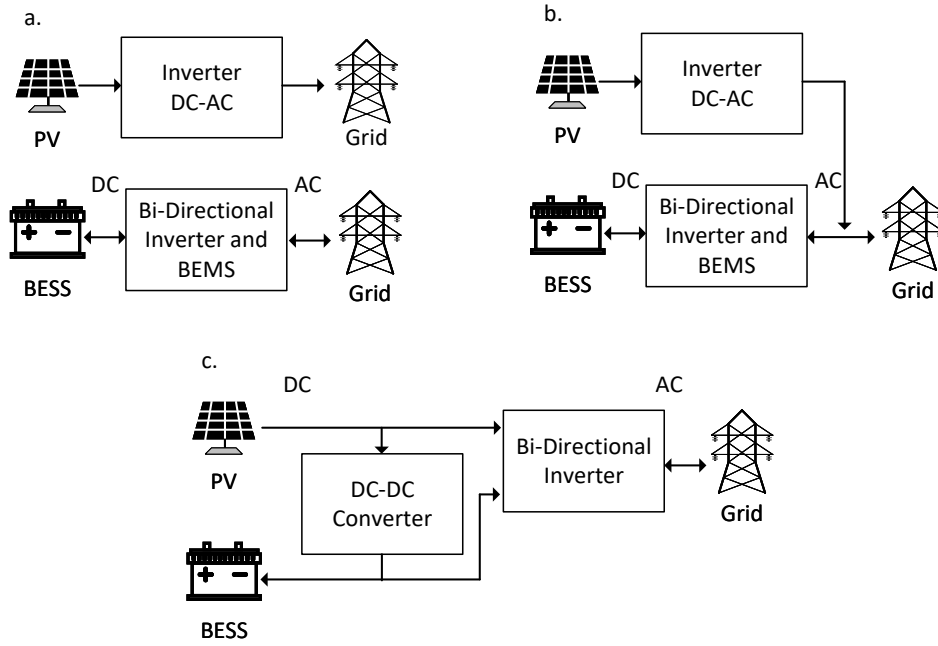 a.
Inverter
DC-AC
PV
Grid
DC
AC
Bi-Directional
Inverter and
BEMS
BESS
Grid
b.
Inverter
DC-AC
PV
DC
AC
Bi-Directional
Inverter and
BEMS
BESS
Grid
c.
DC
AC
PV
Bi-Directional
Inverter
DC-DC
Converter
Grid
BESS